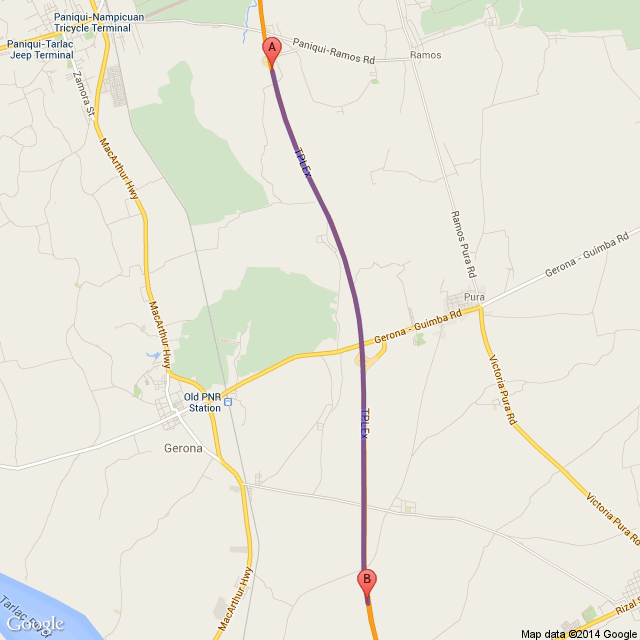 Paniqui-Nampicuan
Tricycle Terminal
Paniqui-Tarlac
Jeep Terminal
Zamora St
MacArthur Hwy
A
Paniqui-Ramos Rd
Ramos
TPLEx
Ramos Pura Rd
Gerona - Guimba Rd
Pura
Gerona - Guimba Rd
MacArthur Hwy
Victoria Pura Rd
Old PNR
Station
TPLEx
Gerona
Victoria Pura Rd
MacArthur Hwy
B
Rizal S
Tarlac
Google
Map data ©2014 Google